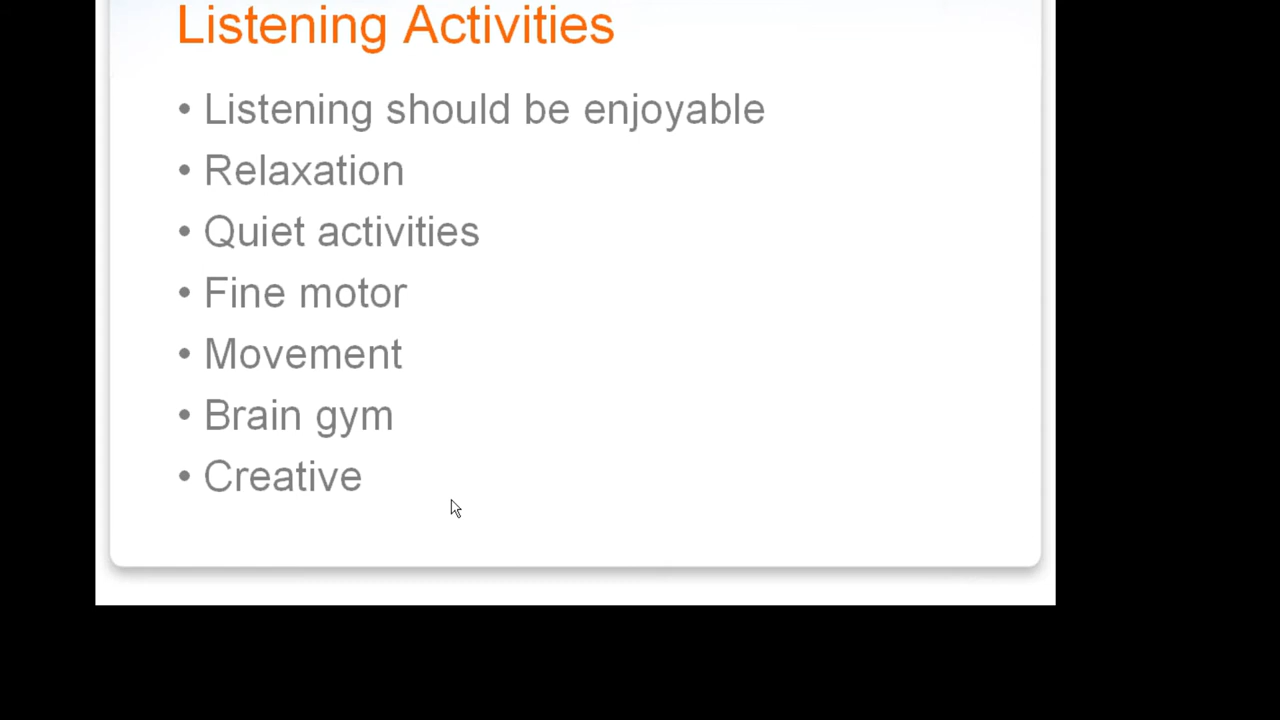 Listening Activities
• Listening should be enjoyable
• Relaxation
• Quiet activities
• Fine motor
• Movement
• Brain gym
• Creative